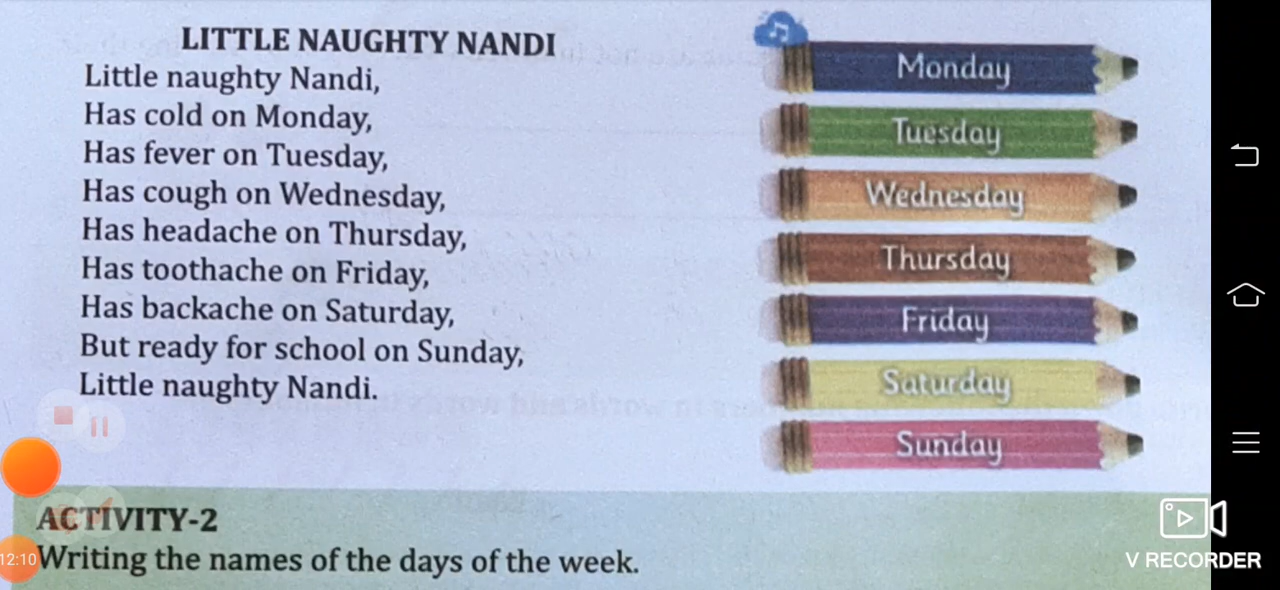 LITTLE NAUGHTY NANDI
Little naughty Nandi,
Has cold on Monday,
Has fever on Tuesday,
Has cough on Wednesday,
Has headache on Thursday,
Has toothache on Friday,
Has backache on Saturday,
But ready for school on Sunday,
Little naughty Nandi.
Monday
Tuesday
Wednesday
Thursday
Friday
Saturday
Sunday
ACTIVITY-2
Writing the names of the days of the week.
12:10
V RECORDER